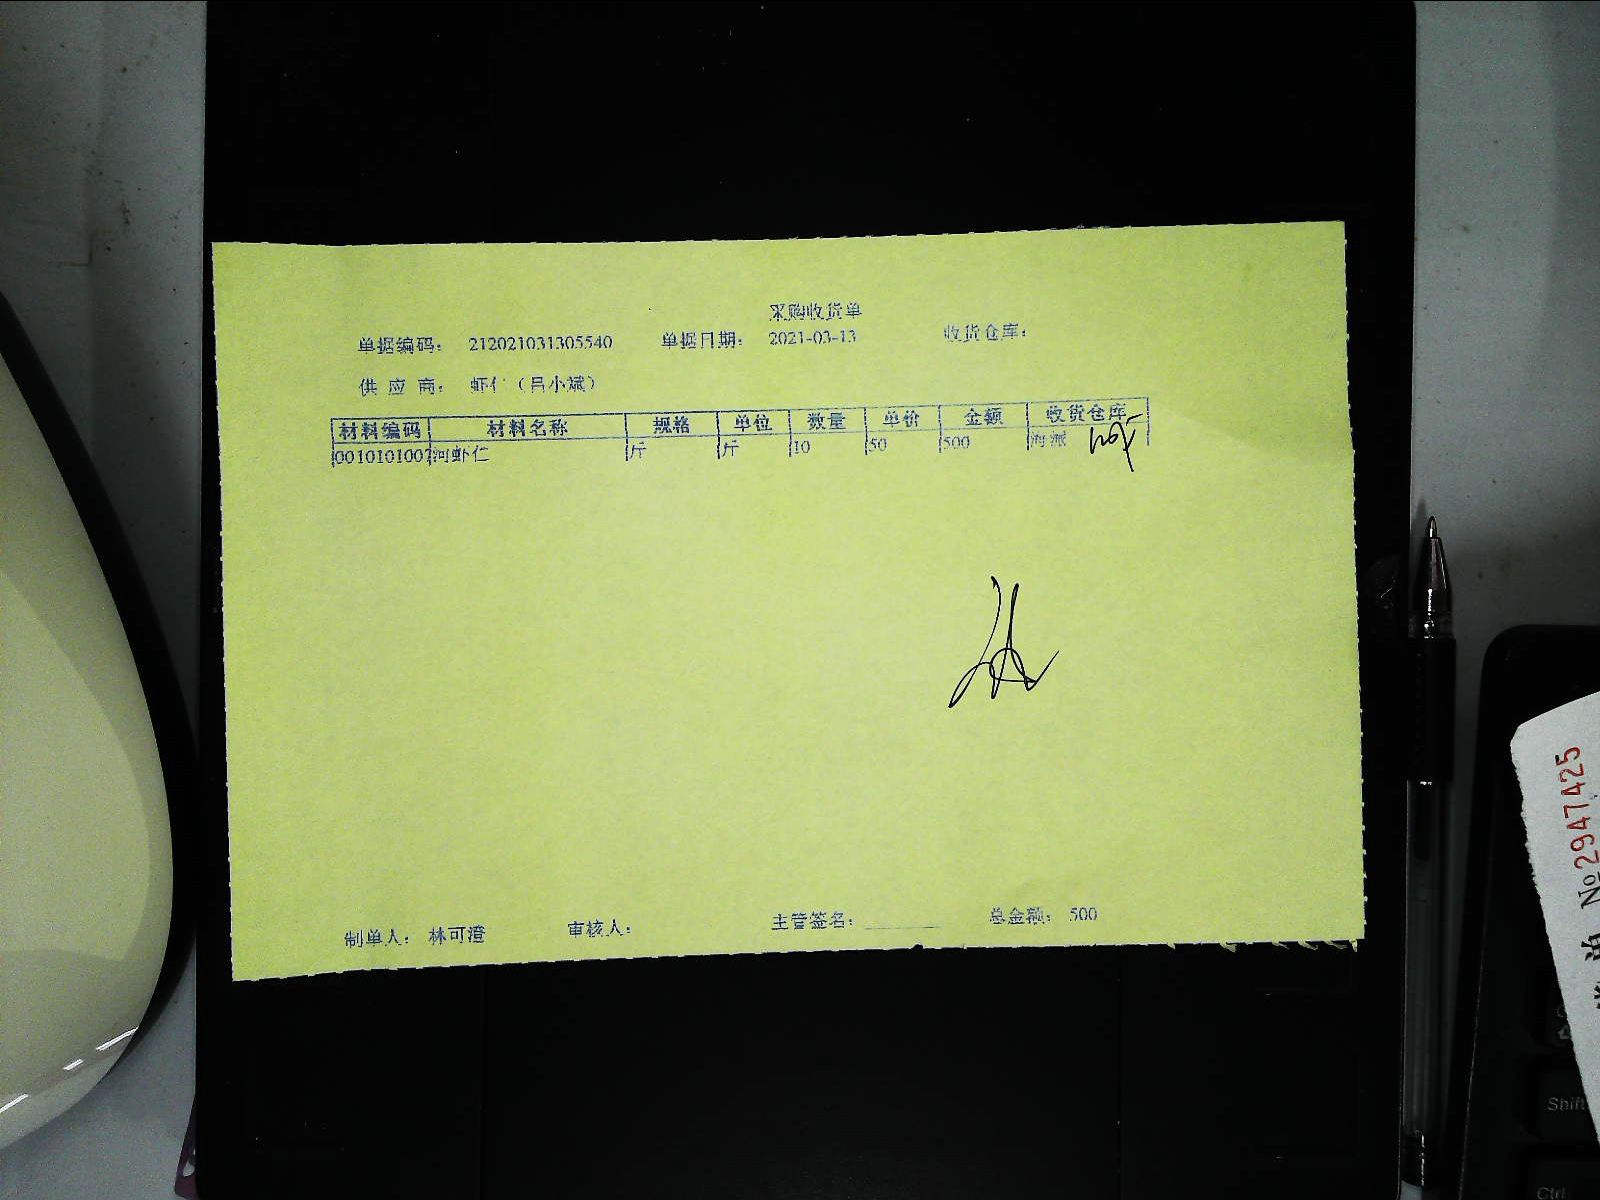 采购收货单
单据编码： 212021031305540 单据日期： 2021-03-13 收货仓库：
供 应 商： 虾仁（吕小斌）
材料编码 材料名称 规格 单位 数量 单价 金额 收货仓库
0010101007 河虾仁 斤 斤 10 50 500 海派
制单人： 林可澄 审核人： 主管签名： ________ 总金额： 500
№2947425
Shift
Ctrl